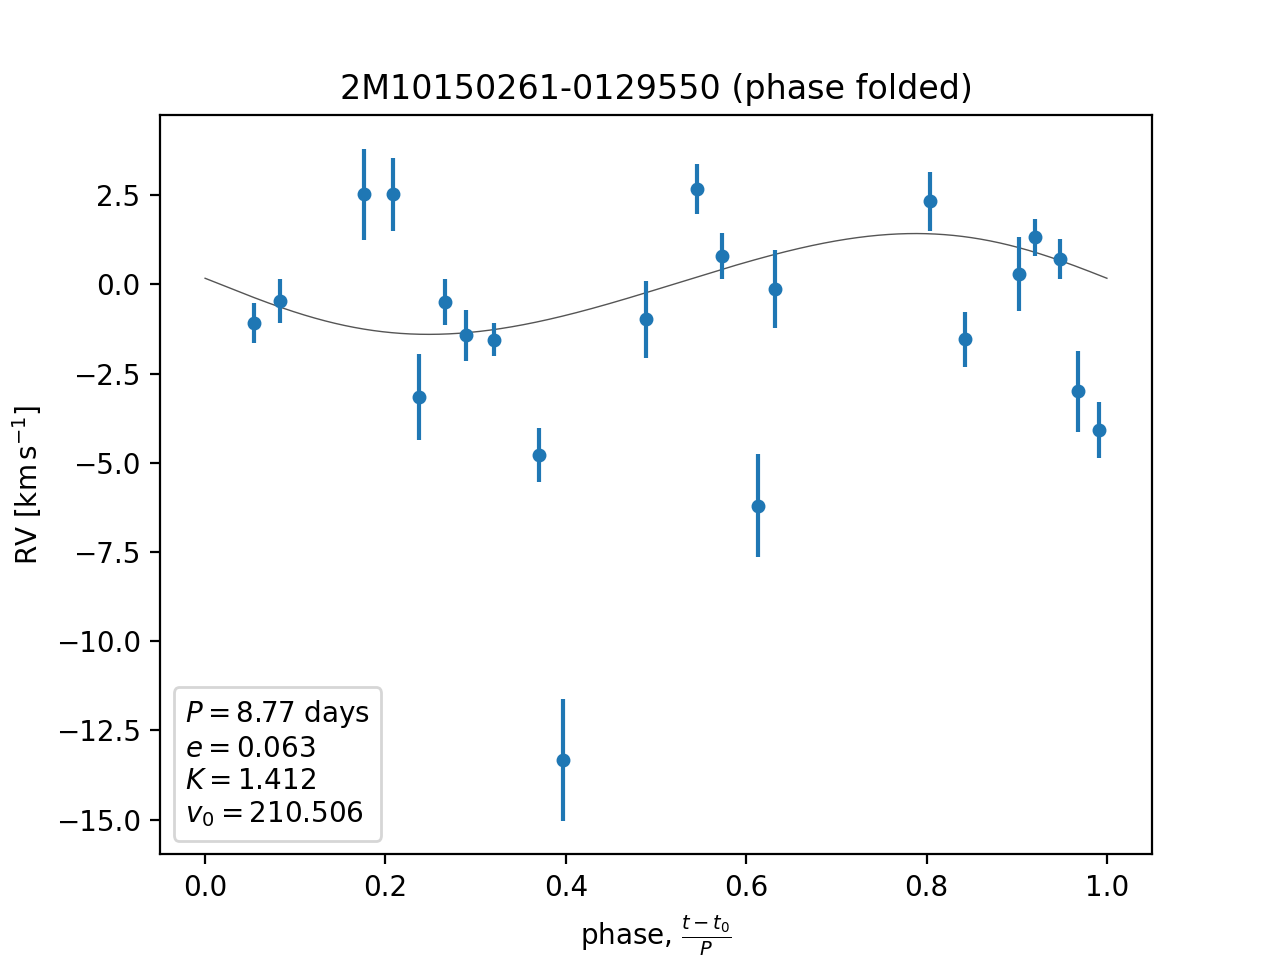 2M10150261-0129550 (phase folded)
RV [km s⁻¹]
2.5
0.0
−2.5
−5.0
−7.5
−10.0
−12.5
−15.0
P = 8.77 days
e = 0.063
K = 1.412
v₀ = 210.506
0.0 0.2 0.4 0.6 0.8 1.0
phase, (t − t₀)/P